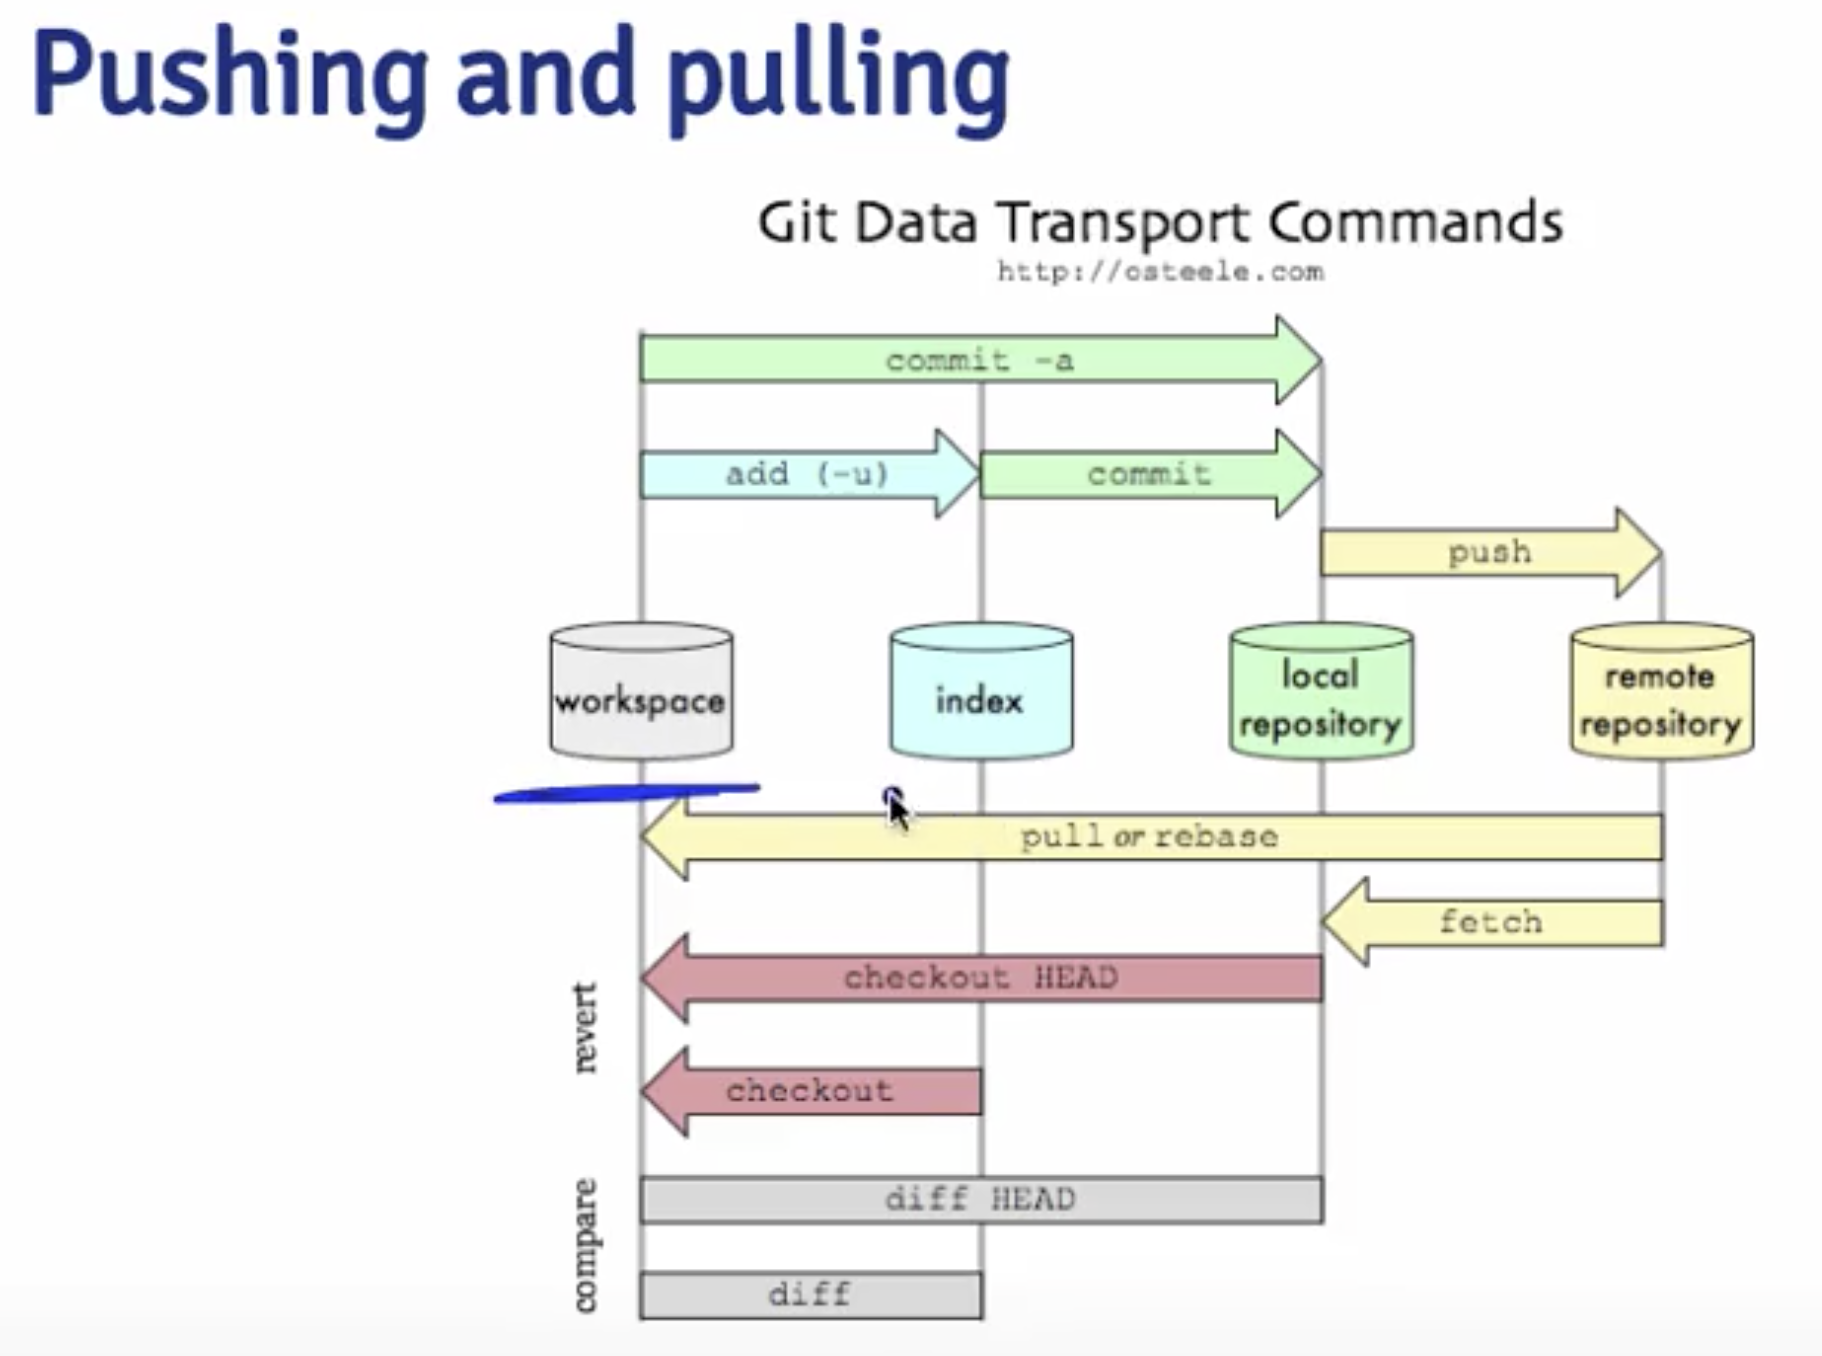 Pushing and pulling
Git Data Transport Commands
http://osteele.com
commit -a
add (-u)
commit
push
workspace
index
local
repository
remote
repository
pull or rebase
fetch
revert
checkout HEAD
checkout
compare
diff HEAD
diff